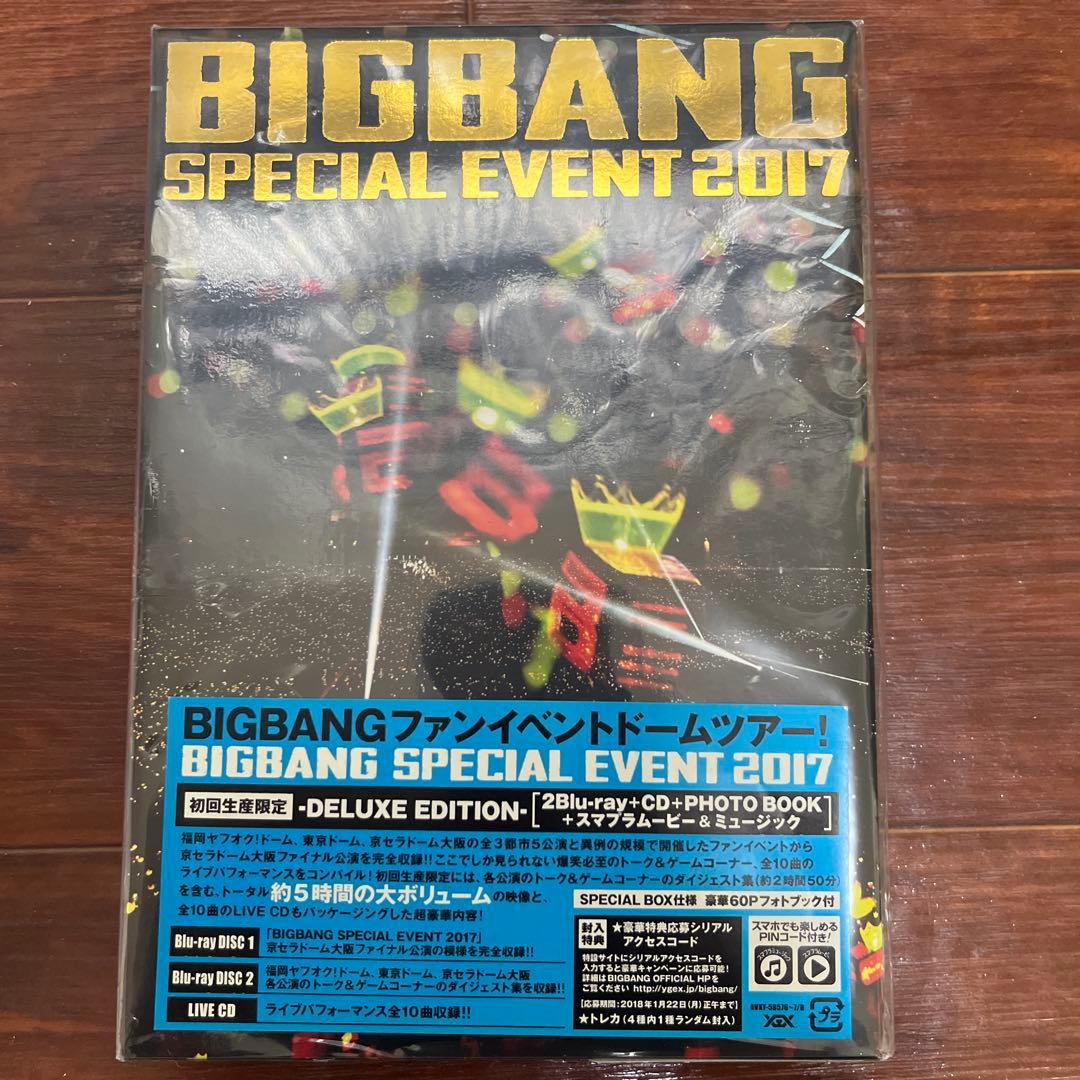 BIGBANG
SPECIAL EVENT 2017
BIGBANGファンイベントドームツアー!
BIGBANG SPECIAL EVENT 2017
初回生産限定 -DELUXE EDITION- [2Blu-ray+CD+PHOTO BOOK
+スマプラムービー&ミュージック]
福岡ヤフオク!ドーム、東京ドーム、京セラドーム大阪の全3都市5公演と異例の規模で開催したファンイベントから
京セラドーム大阪ファイナル公演を完全収録!!ここでしか見られない爆笑必至のトーク&ゲームコーナー、全10曲の
ライブパフォーマンスをコンパイル!初回生産限定には、各公演のトーク&ゲームコーナーのダイジェスト集(約2時間50分)
を含む、トータル約5時間の大ボリュームの映像と、
全10曲のLIVE CDもパッケージングした超豪華内容!
SPECIAL BOX仕様 豪華60Pフォトブック付
Blu-ray DISC 1
「BIGBANG SPECIAL EVENT 2017」
京セラドーム大阪ファイナル公演の模様を完全収録!!
Blu-ray DISC 2
福岡ヤフオク!ドーム、東京ドーム、京セラドーム大阪
各公演のトーク&ゲームコーナーのダイジェスト集を収録!!
LIVE CD
ライブパフォーマンス全10曲収録!!
封入特典
★豪華特典応募シリアル
アクセスコード
特設サイトにシリアルアクセスコードを
入力すると豪華キャンペーンに応募可能!
詳細はBIGBANG OFFICIAL HPを
ご覧ください http://ygex.jp/bigbang/
【応募期間:2018年1月22日(月)正午まで】
★トレカ(4種内1種ランダム封入)
スマホでも楽しめる
PINコード付き!
スマプラミュージック
スマプラムービー
AVXY-58576~7/B
YGEX
プラ